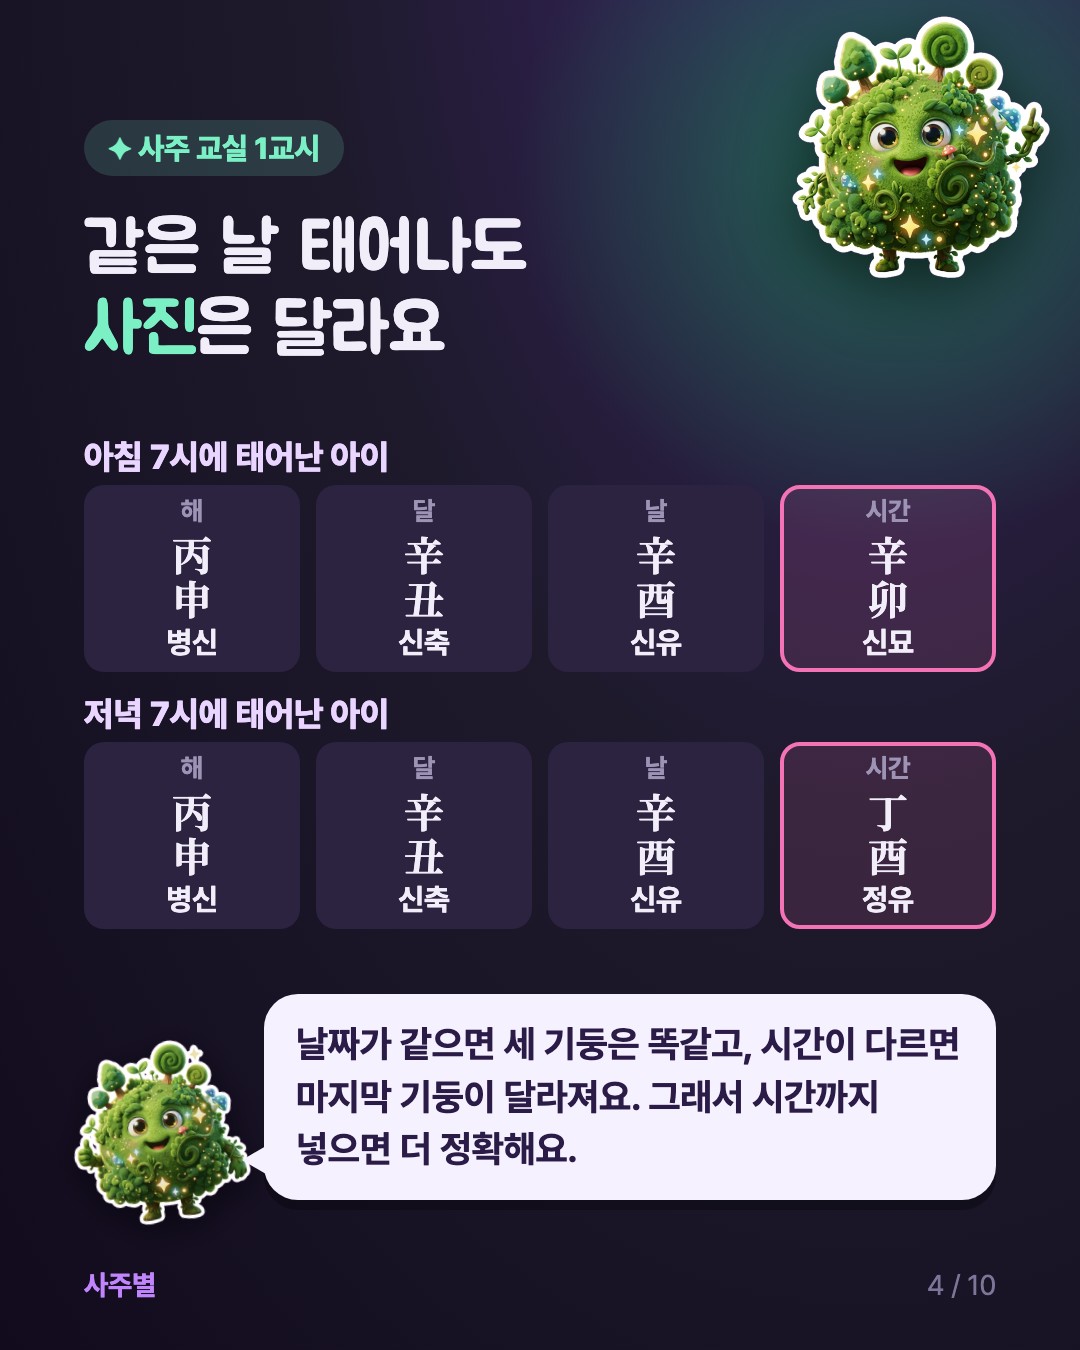 ✦ 사주 교실 1교시
같은 날 태어나도
사진은 달라요
아침 7시에 태어난 아이
해 달 날 시간
丙 辛 辛 辛
申 丑 酉 卯
병신 신축 신유 신묘
저녁 7시에 태어난 아이
해 달 날 시간
丙 辛 辛 丁
申 丑 酉 酉
병신 신축 신유 정유
날짜가 같으면 세 기둥은 똑같고, 시간이 다르면
마지막 기둥이 달라져요. 그래서 시간까지
넣으면 더 정확해요.
사주별
4 / 10